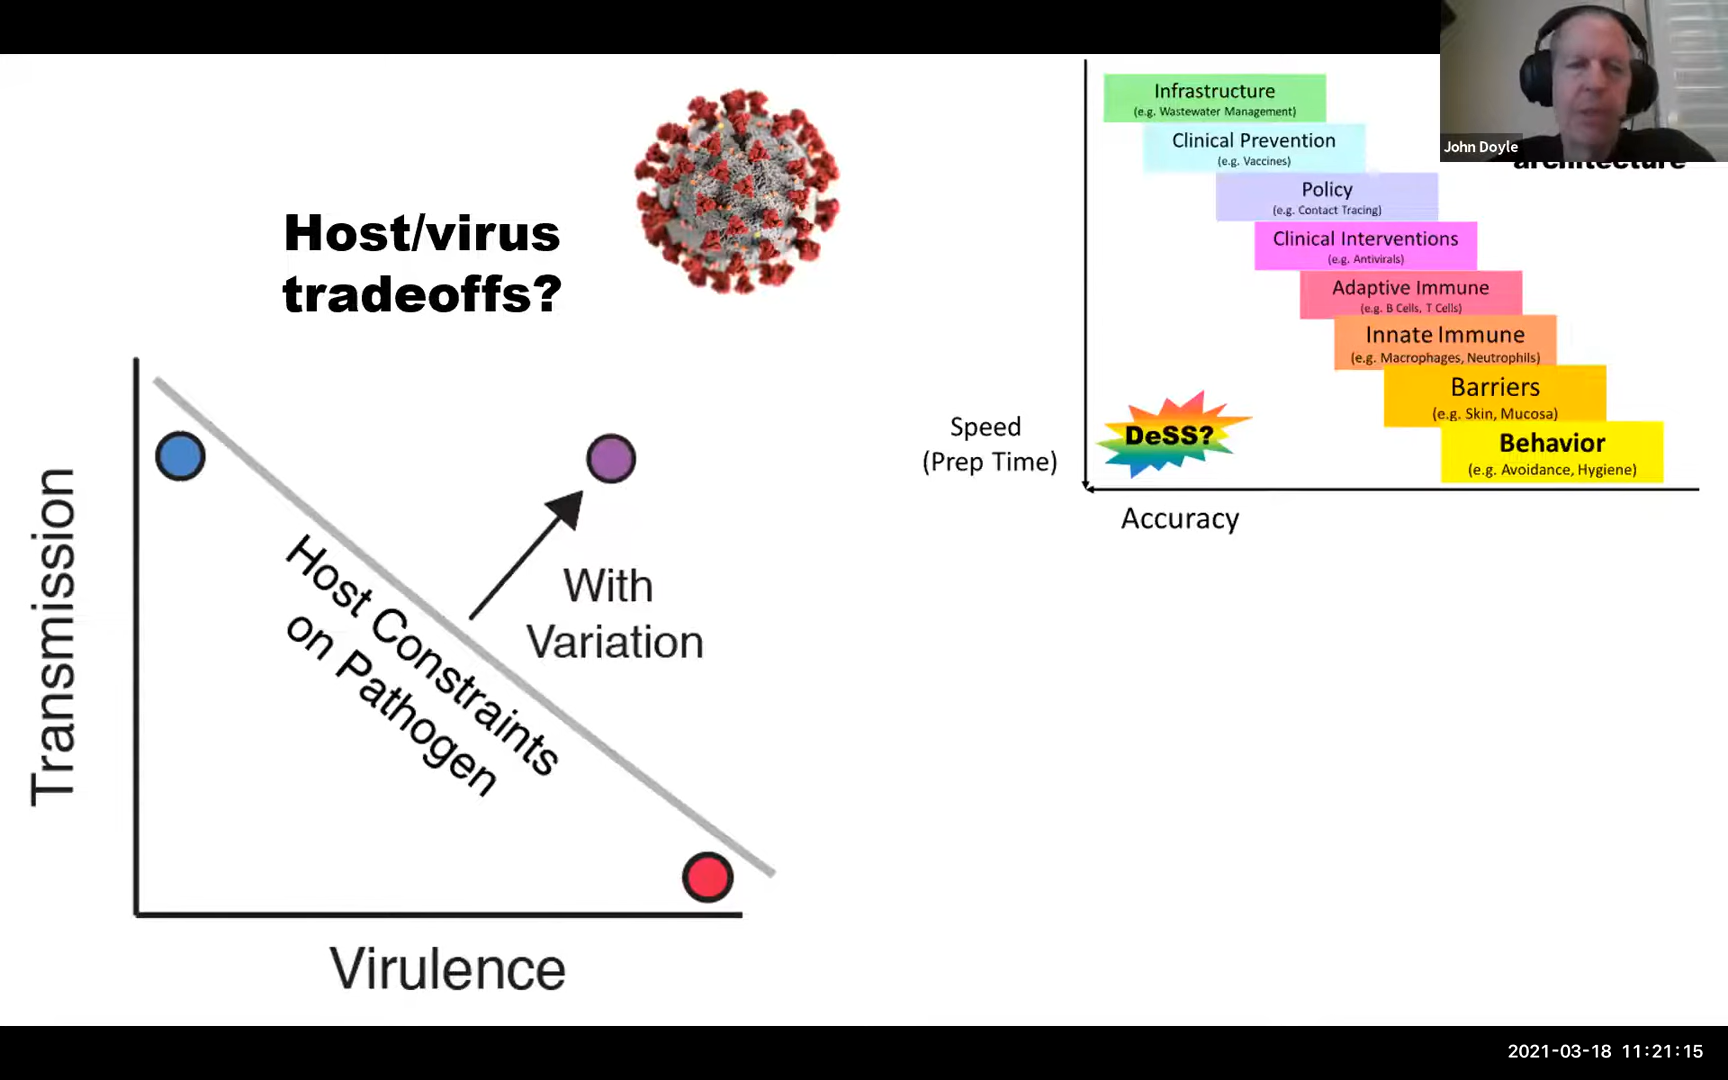 Host/virus
tradeoffs?
Transmission
Host Constraints
on Pathogen
With
Variation
Virulence
Infrastructure
(e.g. Wastewater Management)
Clinical Prevention
(e.g. Vaccines)
Policy
(e.g. Contact Tracing)
Clinical Interventions
(e.g. Antivirals)
Adaptive Immune
(e.g. B Cells, T Cells)
Innate Immune
(e.g. Macrophages, Neutrophils)
Barriers
(e.g. Skin, Mucosa)
Behavior
(e.g. Avoidance, Hygiene)
DeSS?
Speed
(Prep Time)
Accuracy
John Doyle
architecture
2021-03-18 11:21:15